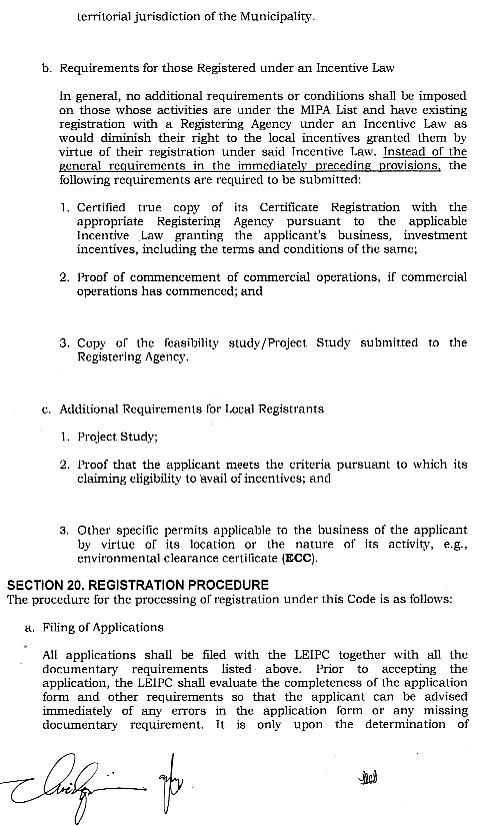 territorial jurisdiction of the Municipality.
b. Requirements for those Registered under an Incentive Law
In general, no additional requirements or conditions shall be imposed
on those whose activities are under the MIPA List and have existing
registration with a Registering Agency under an Incentive Law as
would diminish their right to the local incentives granted them by
virtue of their registration under said Incentive Law. Instead of the
general requirements in the immediately preceding provisions, the
following requirements are required to be submitted:
1. Certified true copy of its Certificate Registration with the
appropriate Registering Agency pursuant to the applicable
Incentive Law granting the applicant's business, investment
incentives, including the terms and conditions of the same;
2. Proof of commencement of commercial operations, if commercial
operations has commenced; and
3. Copy of the feasibility study/Project Study submitted to the
Registering Agency.
c. Additional Requirements for Local Registrants
1. Project Study;
2. Proof that the applicant meets the criteria pursuant to which its
claiming eligibility to avail of incentives; and
3. Other specific permits applicable to the business of the applicant
by virtue of its location or the nature of its activity, e.g.,
environmental clearance certificate (ECC).
SECTION 20. REGISTRATION PROCEDURE
The procedure for the processing of registration under this Code is as follows:
a. Filing of Applications
All applications shall be filed with the LEIPC together with all the
documentary requirements listed above. Prior to accepting the
application, the LEIPC shall evaluate the completeness of the application
form and other requirements so that the applicant can be advised
immediately of any errors in the application form or any missing
documentary requirement. It is only upon the determination of